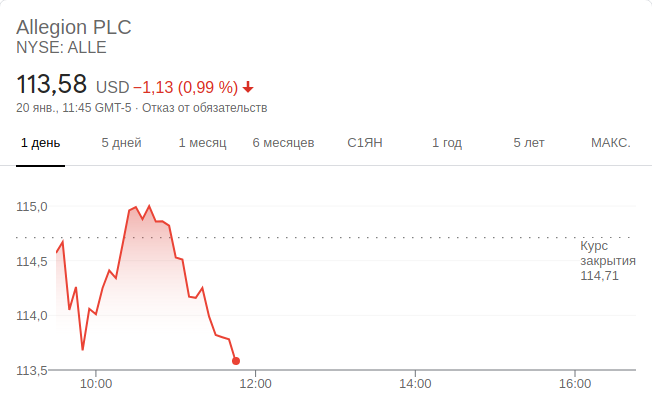 Allegion PLC
NYSE: ALLE
113,58 USD −1,13 (0,99 %)
20 янв., 11:45 GMT-5 · Отказ от обязательств
1 день 5 дней 1 месяц 6 месяцев С1ЯН 1 год 5 лет МАКС.
115,0
Курс
закрытия
114,71
114,5
114,0
113,5
10:00 12:00 14:00 16:00